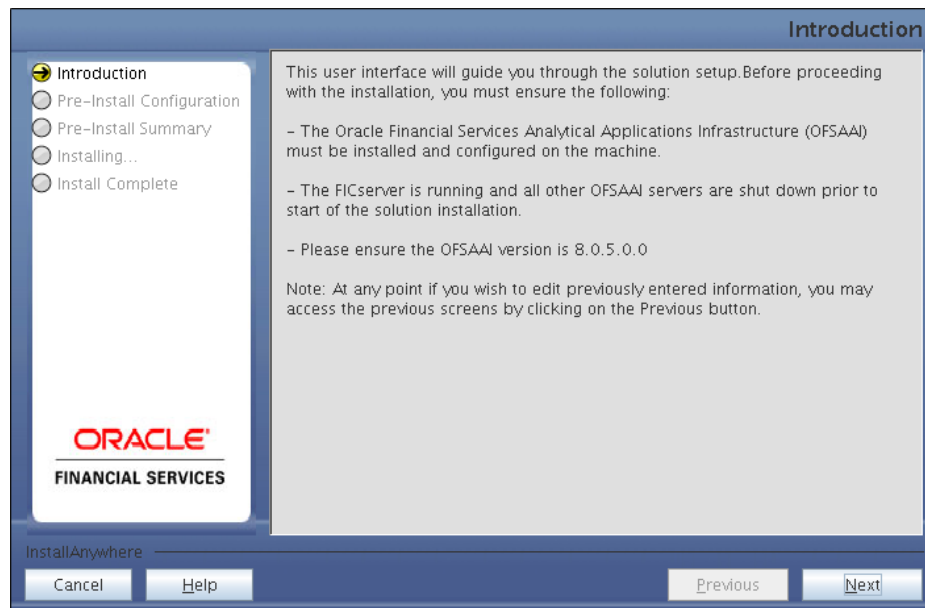 Introduction
Introduction
Pre-Install Configuration
Pre-Install Summary
Installing...
Install Complete
ORACLE'
FINANCIAL SERVICES
This user interface will guide you through the solution setup.Before proceeding
with the installation, you must ensure the following:
- The Oracle Financial Services Analytical Applications Infrastructure (OFSAAI)
must be installed and configured on the machine.
- The FICserver is running and all other OFSAAI servers are shut down prior to
start of the solution installation.
- Please ensure the OFSAAI version is 8.0.5.0.0
Note: At any point if you wish to edit previously entered information, you may
access the previous screens by clicking on the Previous button.
InstallAnywhere
Cancel
Help
Previous
Next